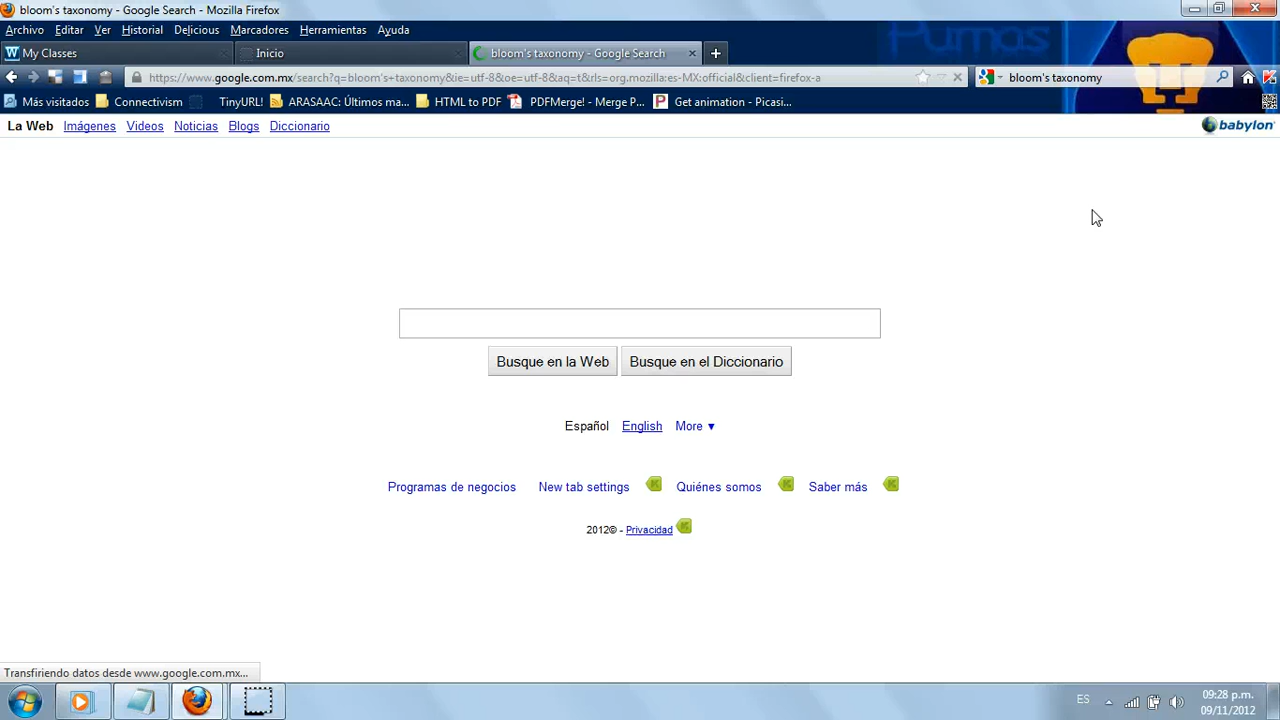 bloom's taxonomy - Google Search - Mozilla Firefox
Archivo Editar Ver Historial Delicious Marcadores Herramientas Ayuda
Pumas
My Classes Inicio bloom's taxonomy - Google Search
https://www.google.com.mx/search?q=bloom's+taxonomy&ie=utf-8&oe=utf-8&aq=t&rls=org.mozilla:es-MX:official&client=firefox-a bloom's taxonomy
Más visitados Connectivism TinyURL! ARASAAC: Últimos ma... HTML to PDF PDFMerge! - Merge P... Get animation - Picasi...
La Web Imágenes Videos Noticias Blogs Diccionario babylon
Busque en la Web Busque en el Diccionario
Español English More ▼
Programas de negocios New tab settings Quiénes somos Saber más
2012© - Privacidad
Transfiriendo datos desde www.google.com.mx...
ES 09:28 p.m.
09/11/2012